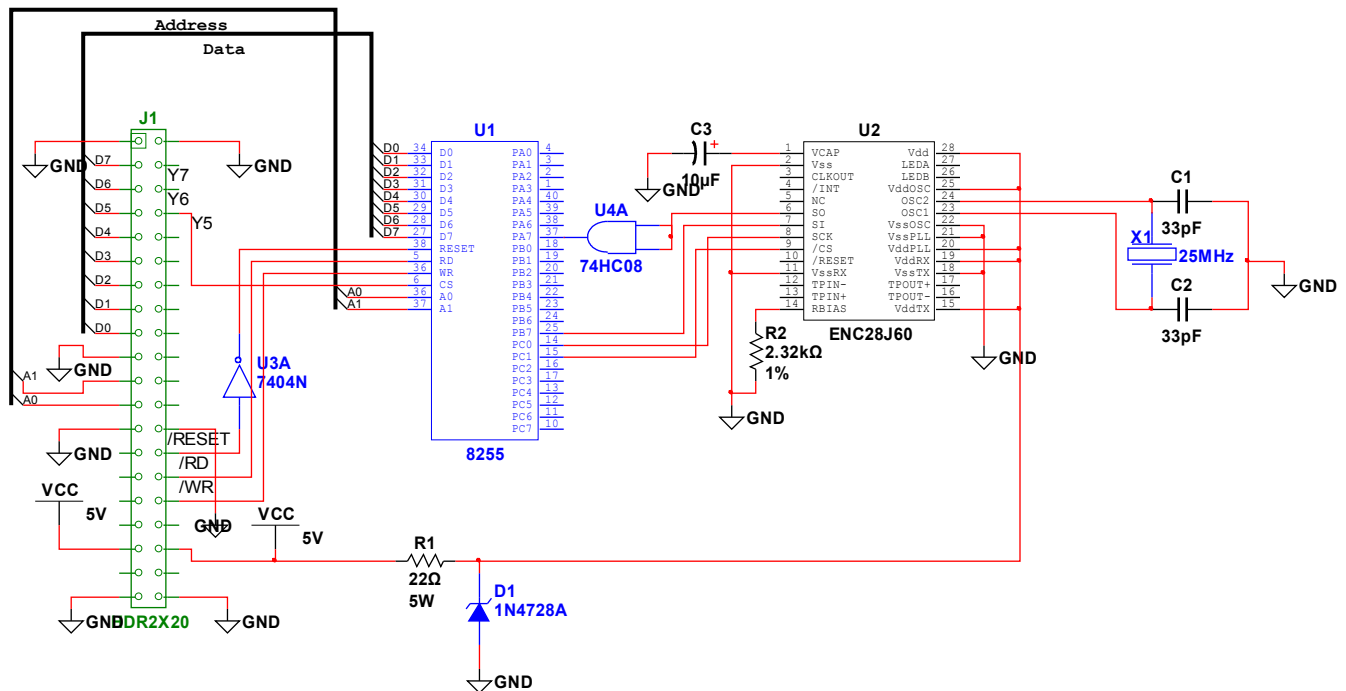 Address
Data
J1
GND
GND
D7
D6
D5
D4
D3
D2
D1
D0
GND
A1
A0
GND
Y7
Y6
Y5
/RESET
/RD
/WR
GND
VCC
5V
VCC
5V
GND
HDR2X20
GND
U3A
7404N
U1
D0 34 D0 PA0 4
D1 33 D1 PA1 3
D2 32 D2 PA2 2
D3 31 D3 PA3 1
D4 30 D4 PA4 40
D5 29 D5 PA5 39
D6 28 D6 PA6 38
D7 27 D7 PA7 37
38 RESET PB0 18
5 RD PB1 19
36 WR PB2 20
6 CS PB3 21
A0 36 A0 PB4 22
A1 37 A1 PB5 23
PB6 24
PB7 25
PC0 14
PC1 15
PC2 16
PC3 17
PC4 13
PC5 12
PC6 11
PC7 10
8255
U4A
74HC08
C3
+
10µF
GND
U2
1 VCAP Vdd 28
2 Vss LEDA 27
3 CLKOUT LEDB 26
4 /INT VddOSC 25
5 NC OSC2 24
6 SO OSC1 23
7 SI VssOSC 22
8 SCK VssPLL 21
9 /CS VddPLL 20
10 /RESET VddRX 19
11 VssRX VssTX 18
12 TPIN- TPOUT+ 17
13 TPIN+ TPOUT- 16
14 RBIAS VddTX 15
ENC28J60
R2
2.32kΩ
1%
GND
GND
C1
33pF
X1
25MHz
C2
33pF
GND
R1
22Ω
5W
D1
1N4728A
GND